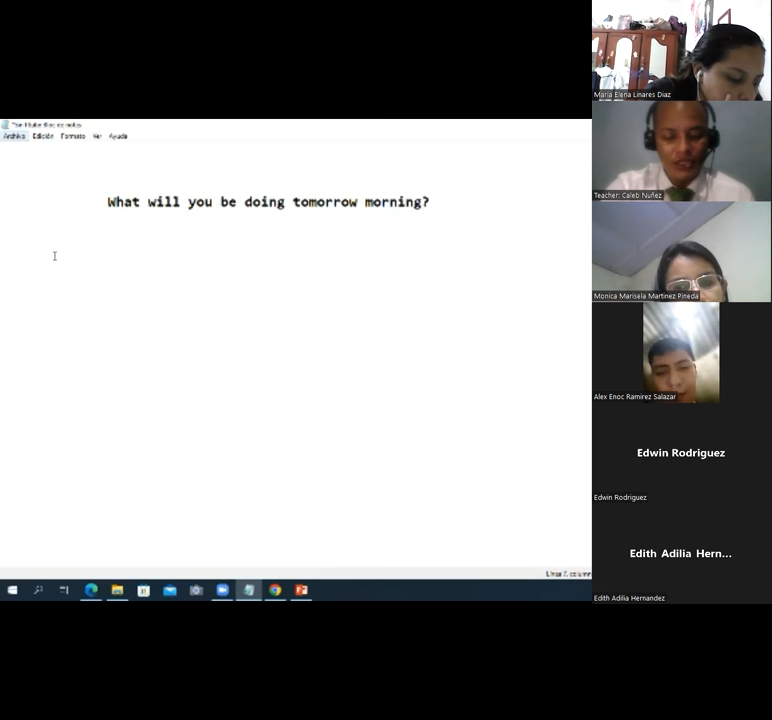 Archivo Edición Formato Ver Ayuda
What will you be doing tomorrow morning?
Maria Elena Linares Diaz
Teacher: Caleb Nuñez
Monica Marisela Martinez Pineda
Alex Enoc Ramirez Salazar
Edwin Rodriguez
Edwin Rodriguez
Edith Adilia Hern...
Edith Adilia Hernandez